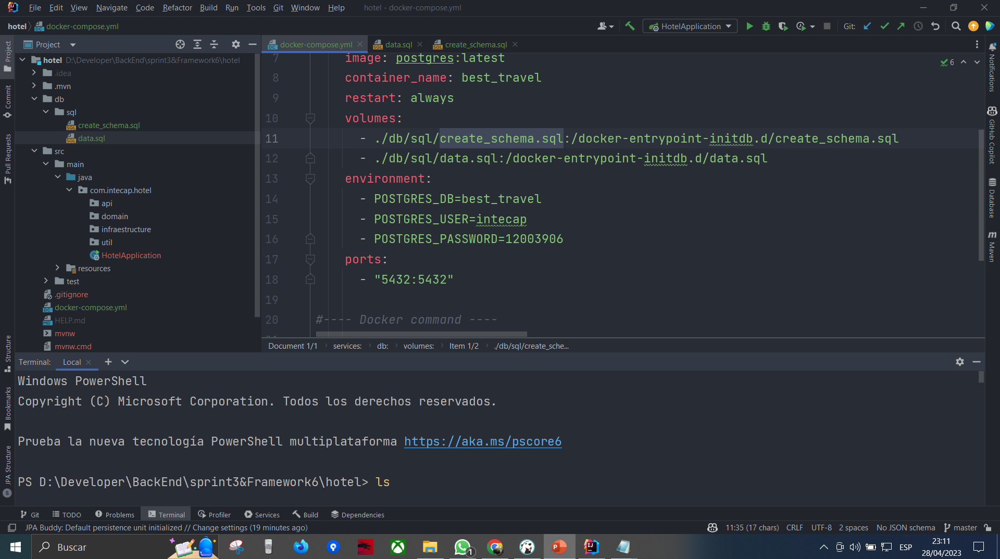 File Edit View Navigate Code Refactor Build Run Tools Git Window Help hotel - docker-compose.yml
hotel docker-compose.yml
HotelApplication Git:
Project
docker-compose.yml data.sql create_schema.sql
hotel D:\Developer\BackEnd\sprint3&Framework6\hotel
.idea
.mvn
db
sql
create_schema.sql
data.sql
src
main
java
com.intecap.hotel
api
domain
infraestructure
util
HotelApplication
resources
test
.gitignore
docker-compose.yml
HELP.md
mvnw
mvnw.cmd
7 image: postgres:latest
8 container_name: best_travel
9 restart: always
10 volumes:
11 - ./db/sql/create_schema.sql:/docker-entrypoint-initdb.d/create_schema.sql
12 - ./db/sql/data.sql:/docker-entrypoint-initdb.d/data.sql
13 environment:
14 - POSTGRES_DB=best_travel
15 - POSTGRES_USER=intecap
16 - POSTGRES_PASSWORD=12003906
17 ports:
18 - "5432:5432"
19
20 #---- Docker command ----
6
Document 1/1 services: db: volumes: Item 1/2 ./db/sql/create_sche...
Project
Commit
Pull Requests
Structure
Bookmarks
JPA Structure
Notifications
GitHub Copilot
Database
Maven
Terminal: Local
Windows PowerShell
Copyright (C) Microsoft Corporation. Todos los derechos reservados.
Prueba la nueva tecnología PowerShell multiplataforma https://aka.ms/pscore6
PS D:\Developer\BackEnd\sprint3&Framework6\hotel> ls
Git TODO Problems Terminal Profiler Services Build Dependencies
JPA Buddy: Default persistence unit initialized // Change settings (19 minutes ago)
11:35 (17 chars) CRLF UTF-8 2 spaces No JSON schema master
Buscar
1
ESP
23:11
28/04/2023